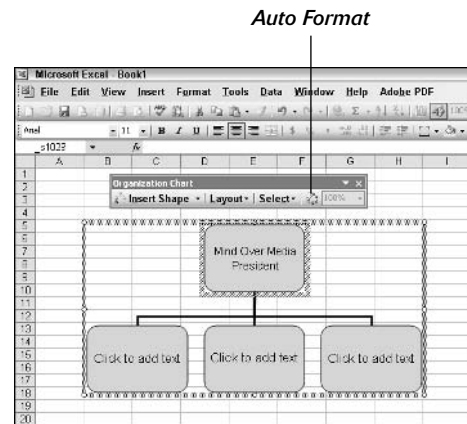 Auto Format
Microsoft Excel - Book1
File Edit View Insert Format Tools Data Window Help Adobe PDF
100%
Arial 11 B I U
_s1029 fx
A B C D E F G H I
Organization Chart
Insert Shape Layout Select 100%
1
2
3
4
5
6
7
8
9
10
11
12
13
14
15
16
17
18
19
20
Mind Over Media
President
Click to add text Click to add text Click to add text